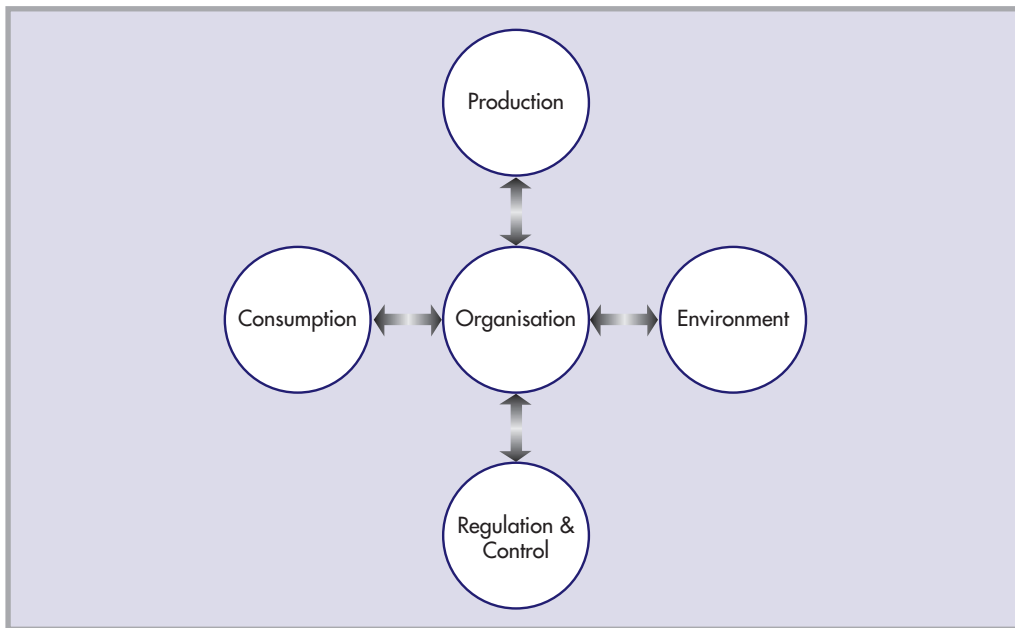 Production
Consumption
Organisation
Environment
Regulation &
Control